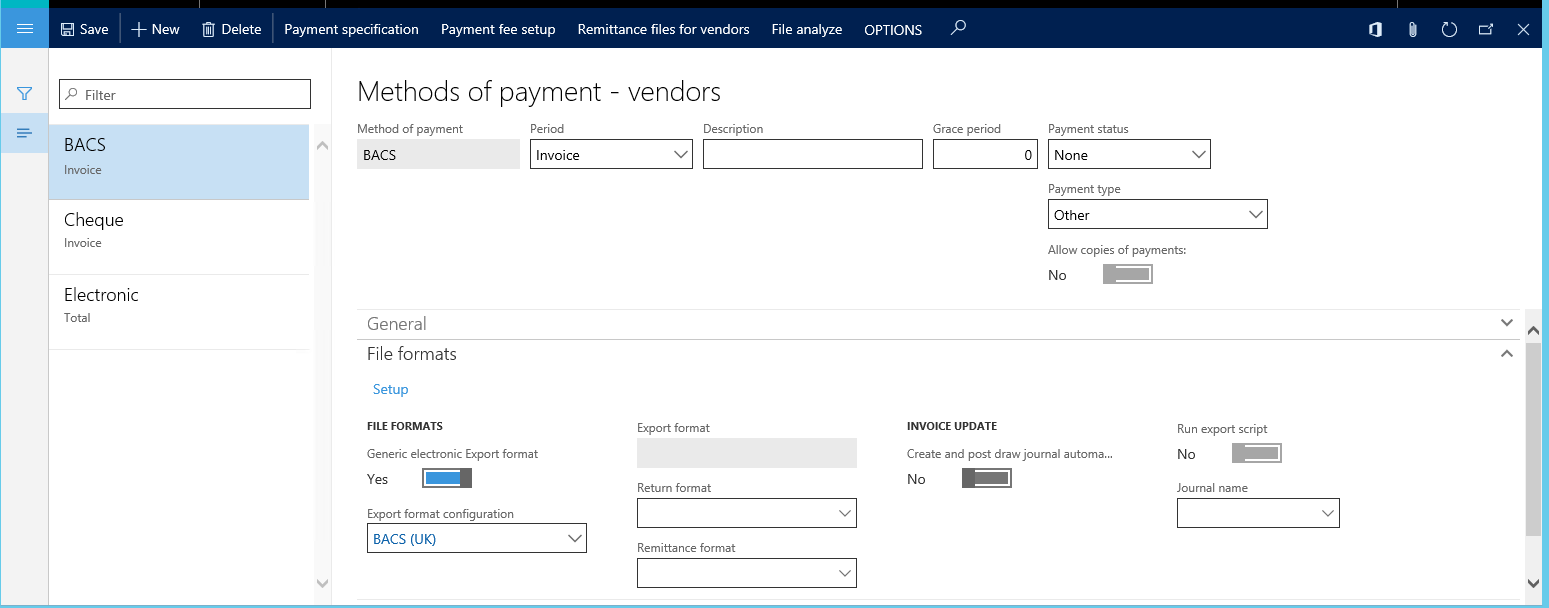 Save New Delete Payment specification Payment fee setup Remittance files for vendors File analyze OPTIONS
Filter
BACS
Invoice
Cheque
Invoice
Electronic
Total
Methods of payment - vendors
Method of payment Period Description Grace period Payment status
BACS Invoice 0 None
Payment type
Other
Allow copies of payments:
No
General
File formats
Setup
FILE FORMATS Export format INVOICE UPDATE Run export script
Generic electronic Export format Create and post draw journal automa... No
Yes Return format No Journal name
Export format configuration
BACS (UK)
Remittance format